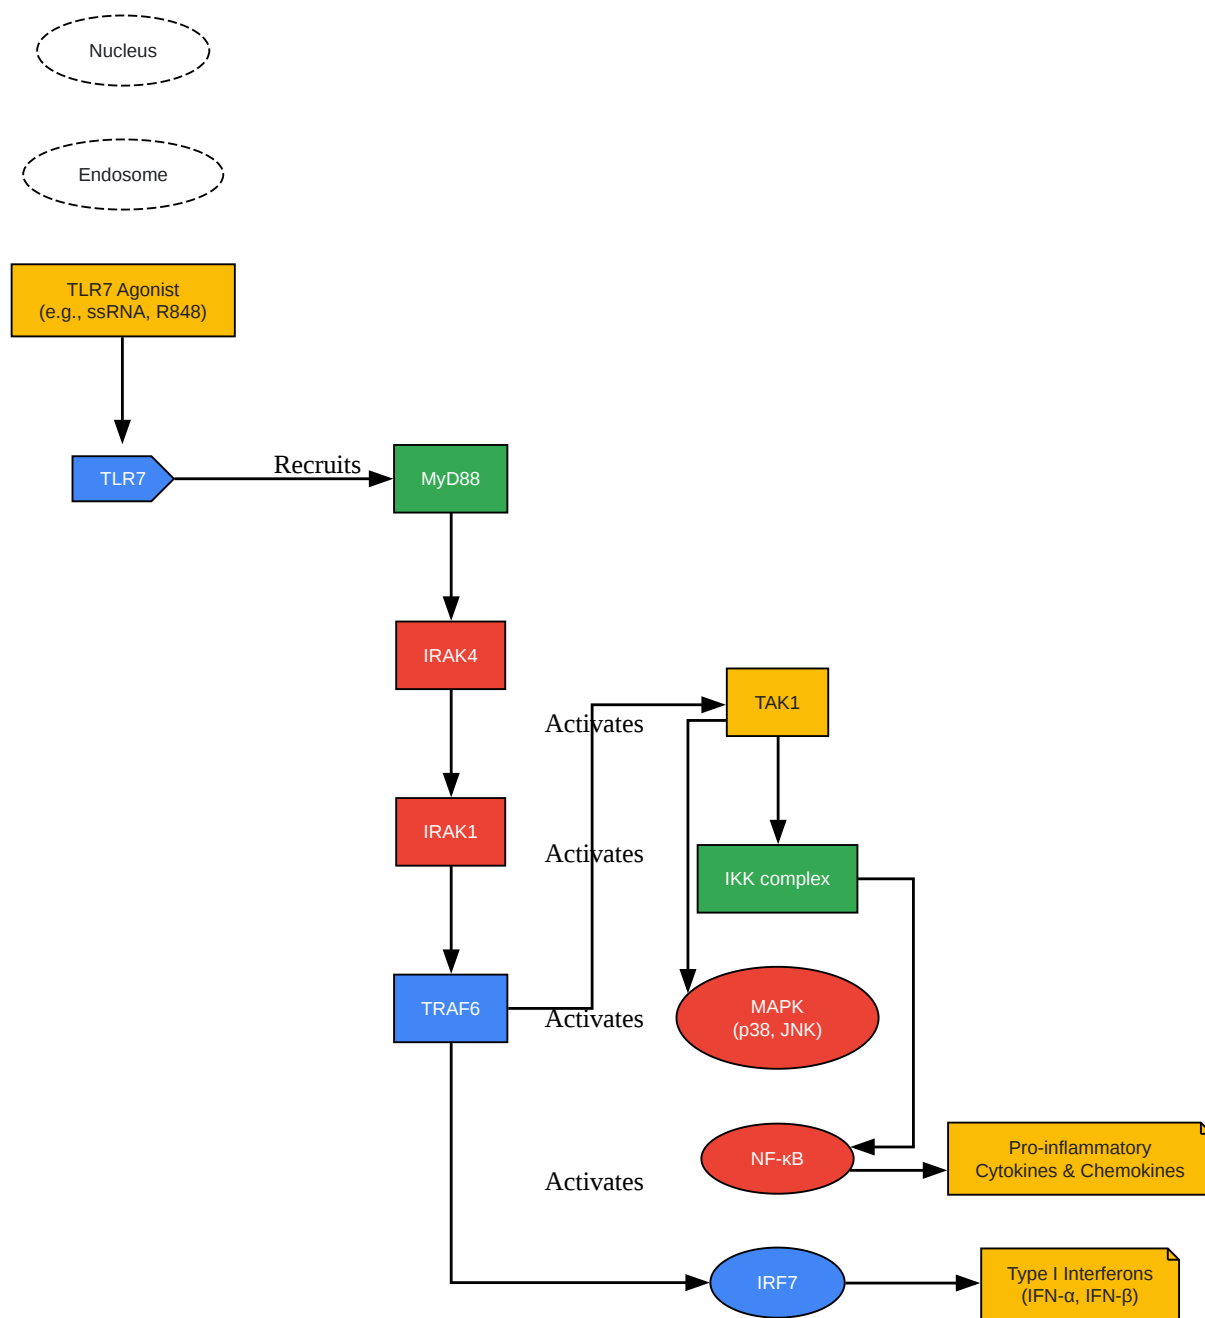 Nucleus
Endosome
TLR7 Agonist
(e.g., ssRNA, R848)
TLR7
Recruits
MyD88
IRAK4
TAK1
Activates
IRAK1
Activates
IKK complex
TRAF6
Activates
MAPK
(p38, JNK)
NF-κB
Pro-inflammatory
Cytokines & Chemokines
Activates
IRF7
Type I Interferons
(IFN-α, IFN-β)